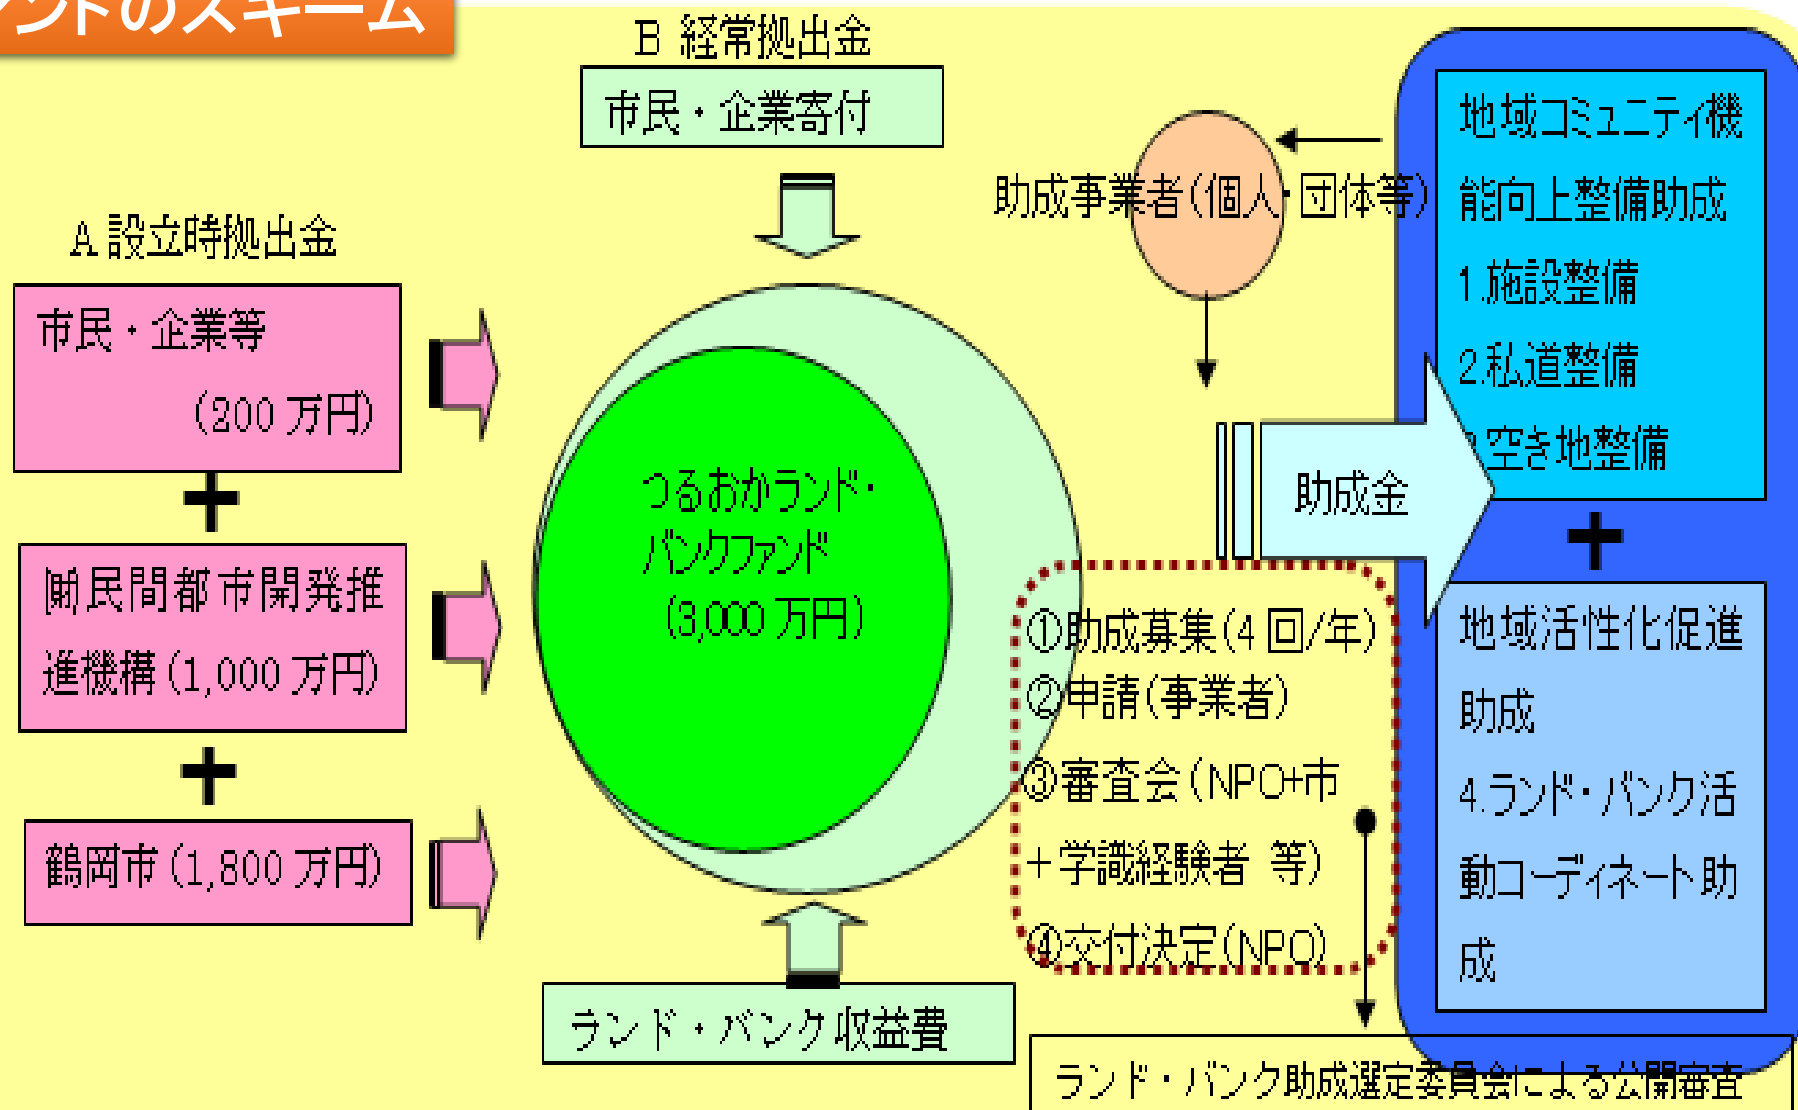 ンドのスキーム
B 経常拠出金
市民・企業寄付
A 設立時拠出金
市民・企業等
(200 万円)
+
㈶民間都市開発推
進機構 (1,000 万円)
+
鶴岡市 (1,800 万円)
つるおかランド・
バンクファンド
(3,000 万円)
ランド・バンク収益費
助成事業者(個人・団体等)
助成金
①助成募集(4 回/年)
②申請(事業者)
③審査会(NPO+市
+学識経験者 等)
④交付決定(NPO)
地域コミュニティ機
能向上整備助成
1.施設整備
2.私道整備
空き地整備
+
地域活性化促進
助成
4.ランド・バンク活
動コーディネート助
成
ランド・バンク助成選定委員会による公開審査